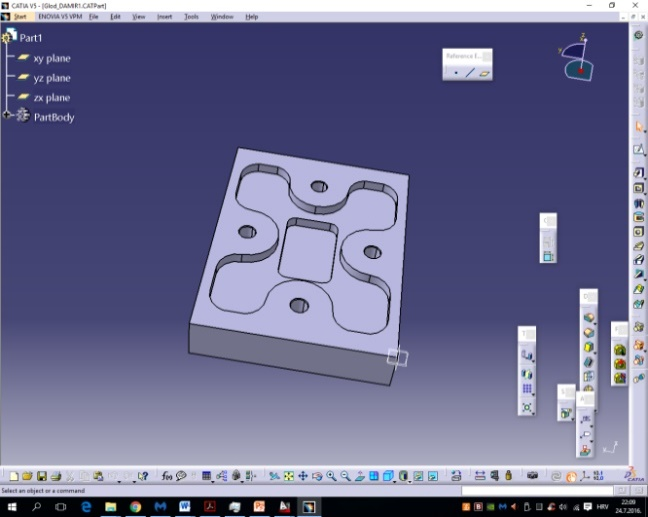 CATIA V5 - [Glod_DAMIR1.CATPart]
Start ENOVIA V5 VPM File Edit View Insert Tools Window Help
Part1
xy plane
yz plane
zx plane
PartBody
Reference E...
z
y
Select an object or a command
HRV
22:09
24.7.2016.